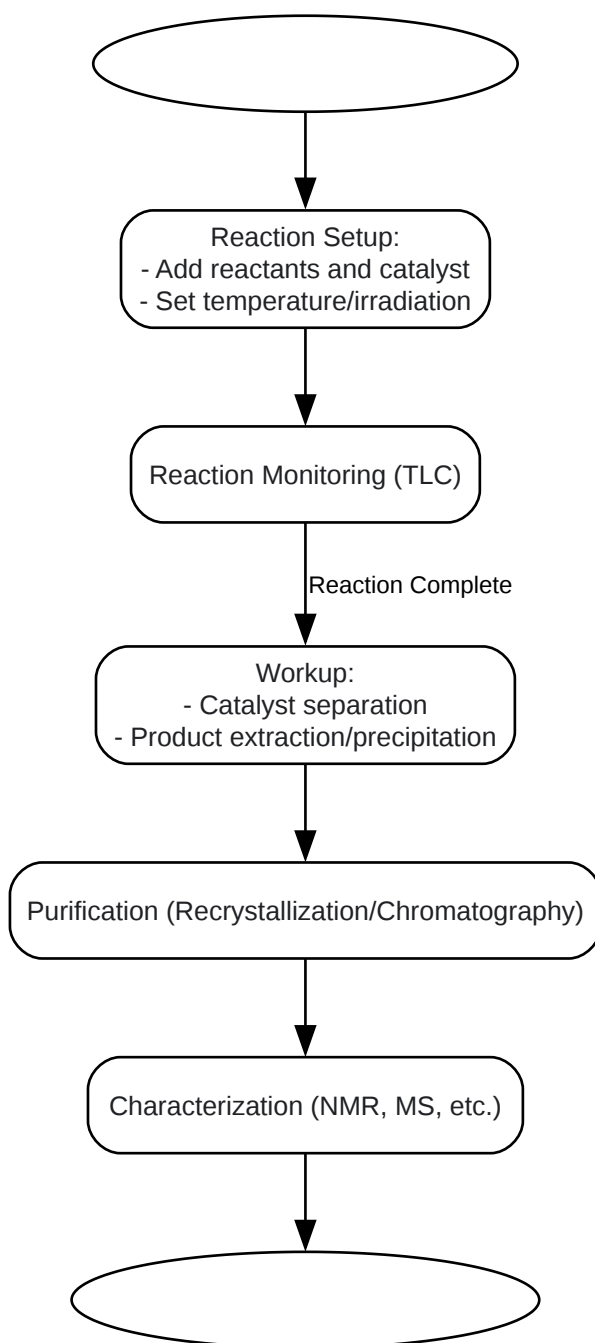 Reaction Setup:
- Add reactants and catalyst
- Set temperature/irradiation
Reaction Monitoring (TLC)
Reaction Complete
Workup:
- Catalyst separation
- Product extraction/precipitation
Purification (Recrystallization/Chromatography)
Characterization (NMR, MS, etc.)